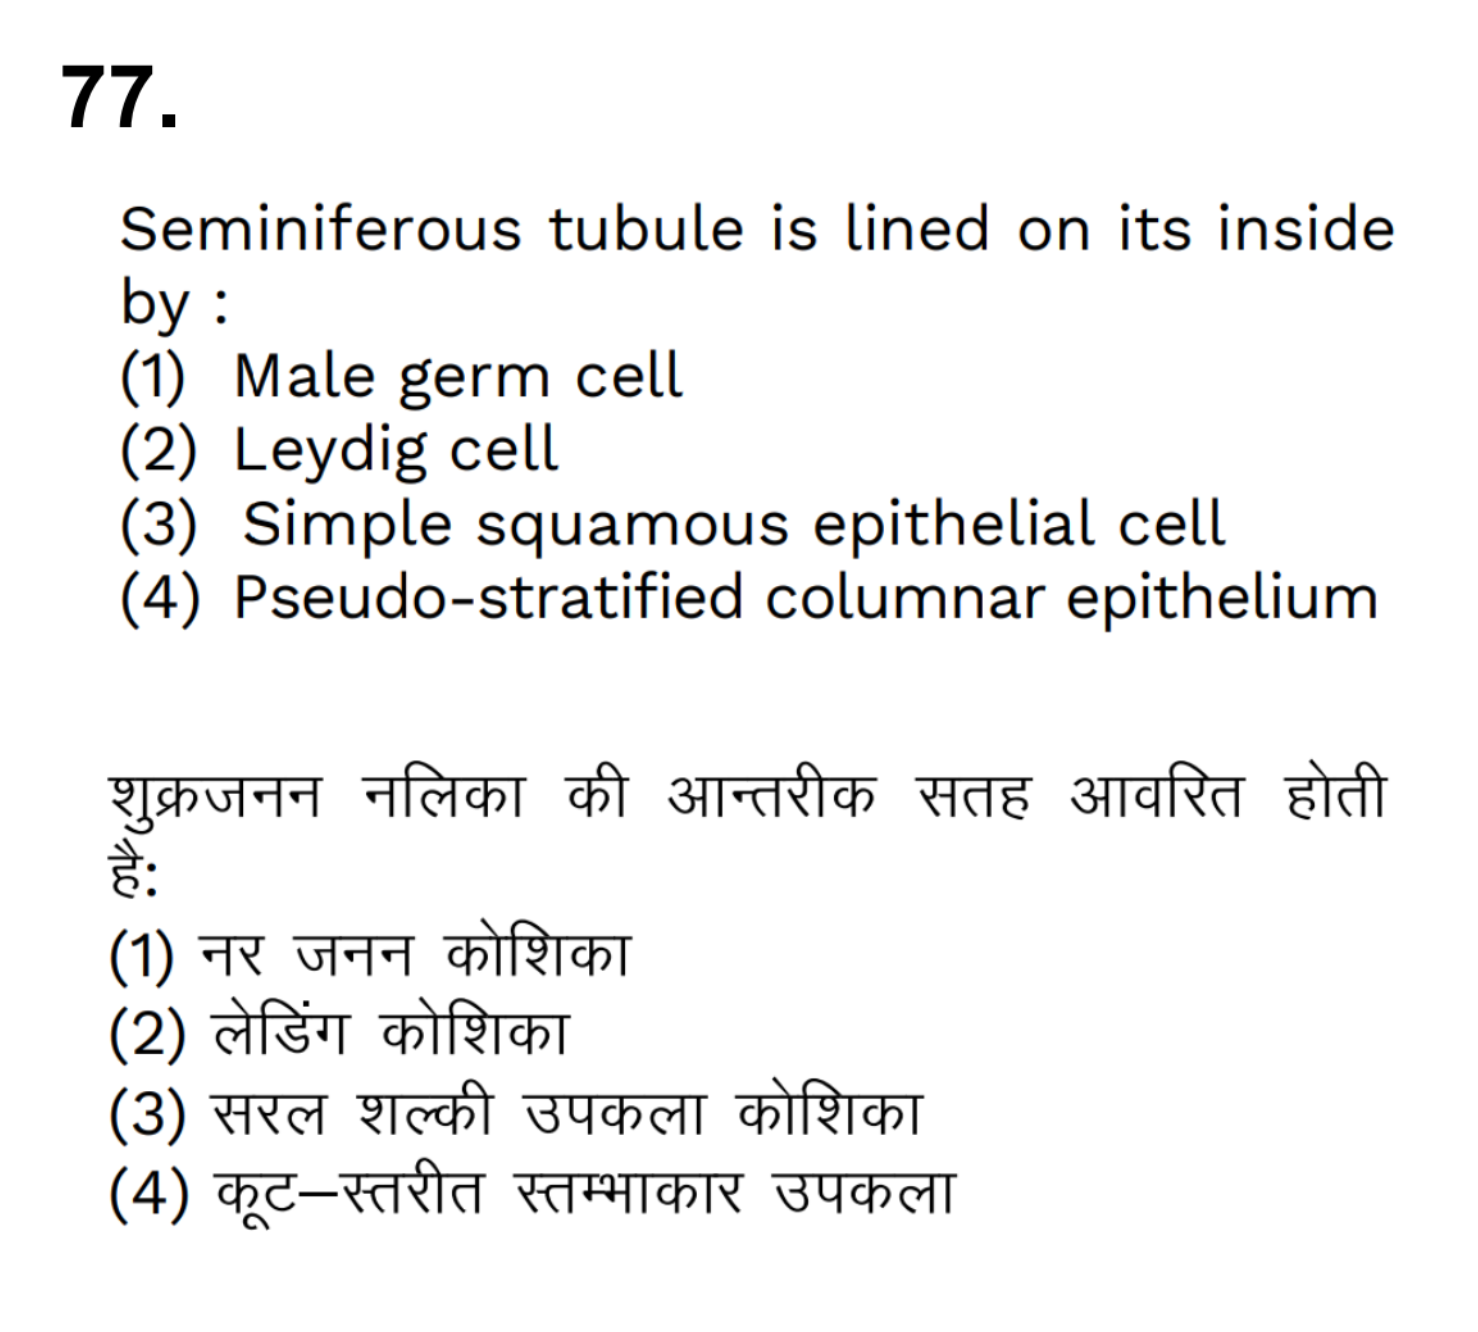 77.
Seminiferous tubule is lined on its inside
by :
(1) Male germ cell
(2) Leydig cell
(3) Simple squamous epithelial cell
(4) Pseudo-stratified columnar epithelium
शुक्रजनन नलिका की आन्तरीक सतह आवरित होती
है:
(1) नर जनन कोशिका
(2) लेडिंग कोशिका
(3) सरल शल्की उपकला कोशिका
(4) कूट–स्तरीत स्तम्भाकार उपकला